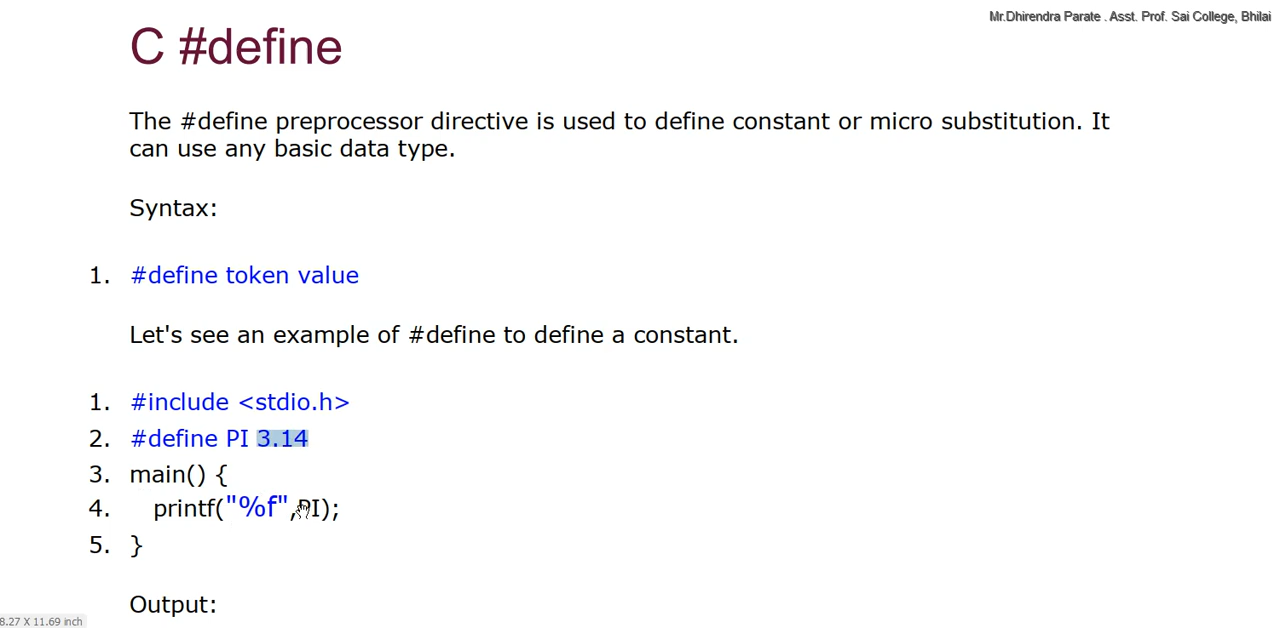 Mr.Dhirendra Parate . Asst. Prof. Sai College, Bhilai
C #define
The #define preprocessor directive is used to define constant or micro substitution. It
can use any basic data type.
Syntax:
1. #define token value
Let's see an example of #define to define a constant.
1. #include <stdio.h>
2. #define PI 3.14
3. main() {
4. printf("%f",PI);
5. }
Output:
8.27 X 11.69 inch